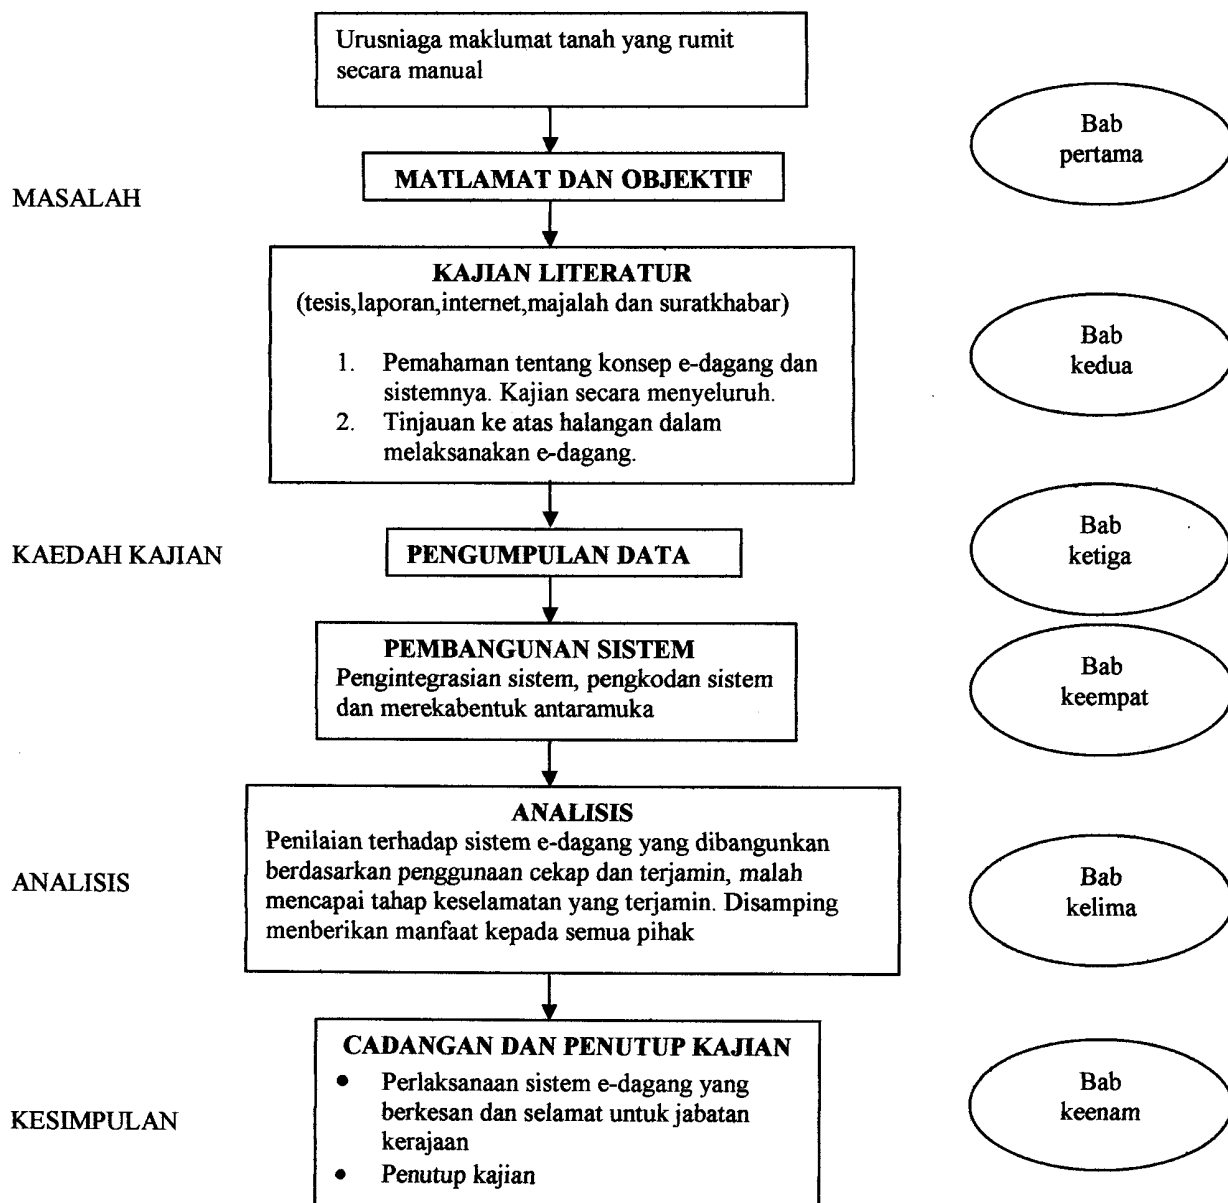 Urusniaga maklumat tanah yang rumit
secara manual
Bab
pertama
MATLAMAT DAN OBJEKTIF
MASALAH
KAJIAN LITERATUR
(tesis,laporan,internet,majalah dan suratkhabar)
1. Pemahaman tentang konsep e-dagang dan
sistemnya. Kajian secara menyeluruh.
2. Tinjauan ke atas halangan dalam
melaksanakan e-dagang.
Bab
kedua
KAEDAH KAJIAN
PENGUMPULAN DATA
Bab
ketiga
PEMBANGUNAN SISTEM
Pengintegrasian sistem, pengkodan sistem
dan merekabentuk antaramuka
Bab
keempat
ANALISIS
ANALISIS
Penilaian terhadap sistem e-dagang yang dibangunkan
berdasarkan penggunaan cekap dan terjamin, malah
mencapai tahap keselamatan yang terjamin. Disamping
menberikan manfaat kepada semua pihak
Bab
kelima
KESIMPULAN
CADANGAN DAN PENUTUP KAJIAN
• Perlaksanaan sistem e-dagang yang
berkesan dan selamat untuk jabatan
kerajaan
• Penutup kajian
Bab
keenam